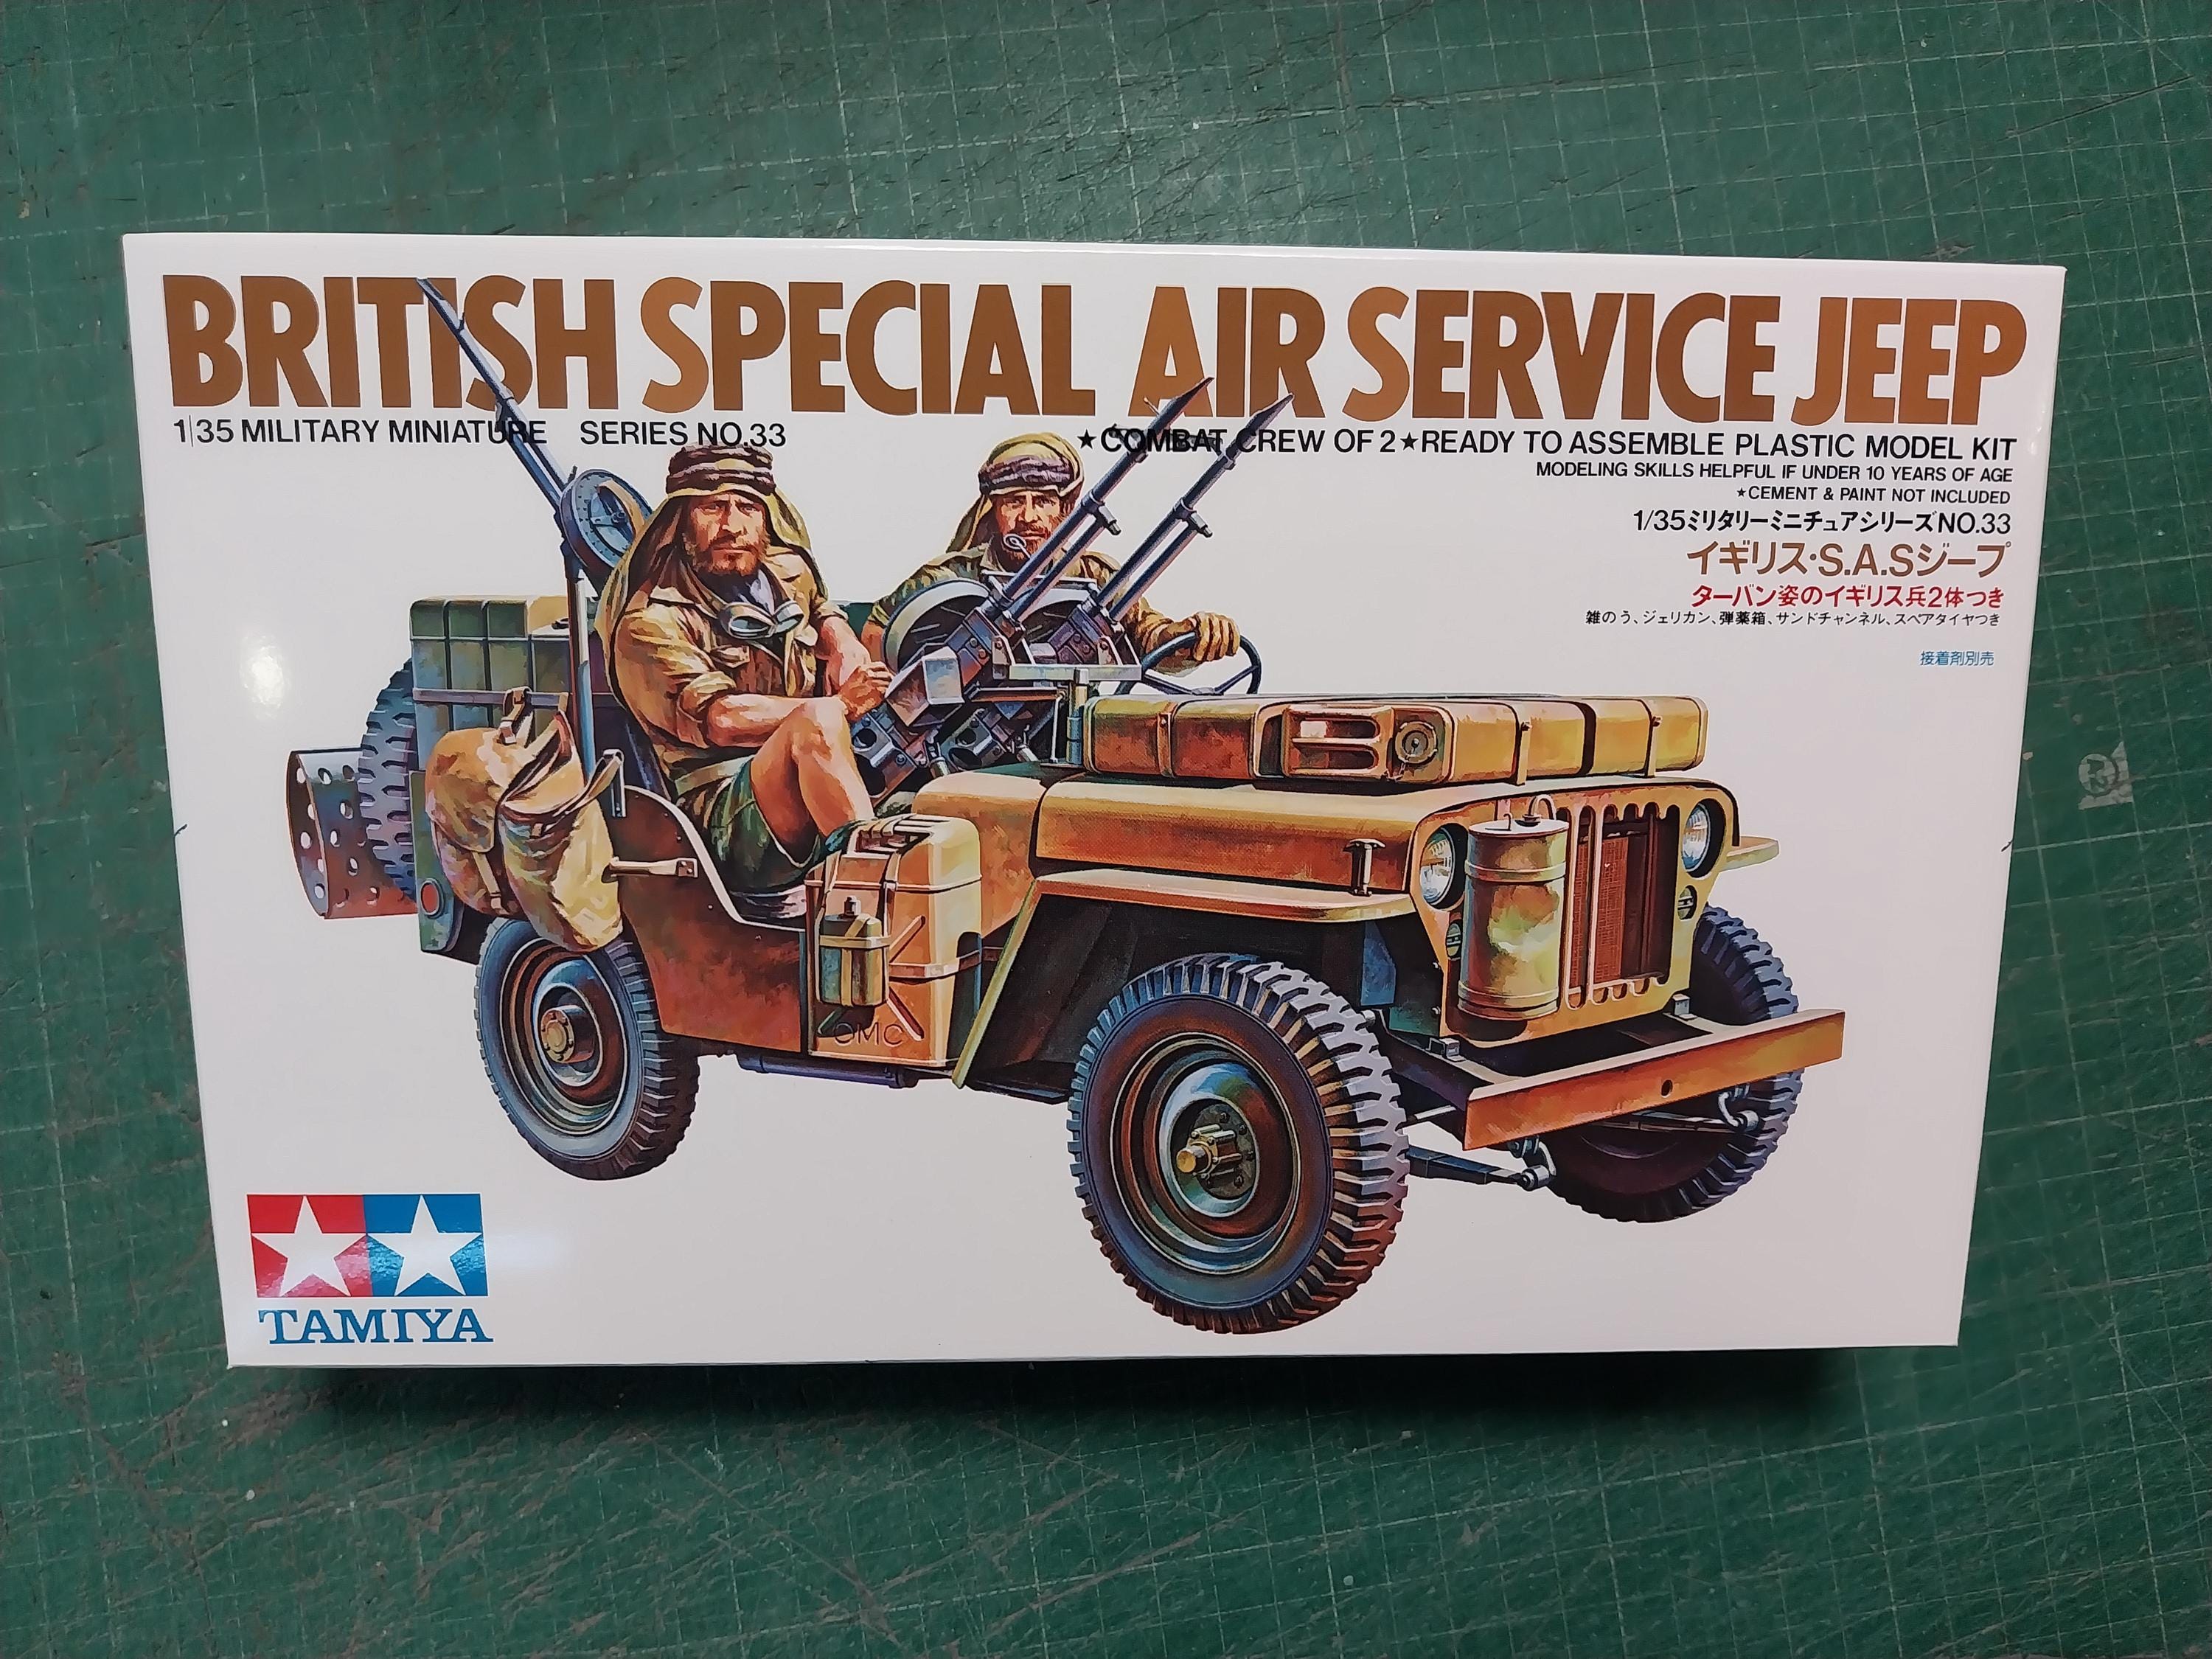 BRITISH SPECIAL AIR SERVICE JEEP
1/35 MILITARY MINIATURE SERIES NO.33
★COMBAT CREW OF 2★READY TO ASSEMBLE PLASTIC MODEL KIT
MODELING SKILLS HELPFUL IF UNDER 10 YEARS OF AGE
★CEMENT & PAINT NOT INCLUDED
1/35ミリタリーミニチュアシリーズNO.33
イギリス・S.A.Sジープ
ターバン姿のイギリス兵2体つき
雑のう、ジェリカン、弾薬箱、サンドチャンネル、スペアタイヤつき
接着剤別売
GMC
TAMIYA